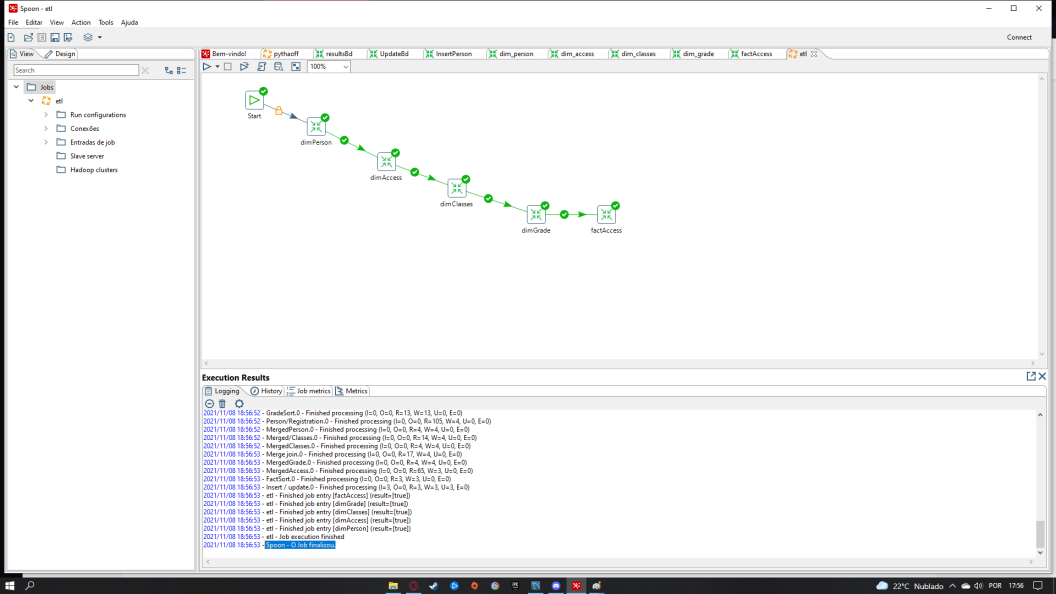 Spoon - etl
File Editar View Action Tools Ajuda
Connect
View Design
Bem-vindo! pythaoff resultsBd UpdateBd InsertPerson dim_person dim_access dim_classes dim_grade factAccess etl
Search
100%
Jobs
etl
Run configurations
Conexões
Entradas de job
Slave server
Hadoop clusters
Start
dimPerson
dimAccess
dimClasses
dimGrade
factAccess
Execution Results
Logging History Job metrics Metrics
2021/11/08 18:56:52 - GradeSort.0 - Finished processing (I=0, O=0, R=13, W=13, U=0, E=0)
2021/11/08 18:56:52 - Person/Registration.0 - Finished processing (I=0, O=0, R=105, W=4, U=0, E=0)
2021/11/08 18:56:52 - MergedPerson.0 - Finished processing (I=0, O=0, R=4, W=4, U=0, E=0)
2021/11/08 18:56:53 - Merged/Classes.0 - Finished processing (I=0, O=0, R=14, W=4, U=0, E=0)
2021/11/08 18:56:53 - MergedClasses.0 - Finished processing (I=0, O=0, R=4, W=4, U=0, E=0)
2021/11/08 18:56:53 - Merge join.0 - Finished processing (I=0, O=0, R=17, W=4, U=0, E=0)
2021/11/08 18:56:53 - MergedGrade.0 - Finished processing (I=0, O=0, R=4, W=4, U=0, E=0)
2021/11/08 18:56:53 - MergedAccess.0 - Finished processing (I=0, O=0, R=65, W=3, U=0, E=0)
2021/11/08 18:56:53 - FactSort.0 - Finished processing (I=0, O=0, R=3, W=3, U=0, E=0)
2021/11/08 18:56:53 - Insert / update.0 - Finished processing (I=3, O=0, R=3, W=3, U=3, E=0)
2021/11/08 18:56:53 - etl - Finished job entry [factAccess] (result=[true])
2021/11/08 18:56:53 - etl - Finished job entry [dimGrade] (result=[true])
2021/11/08 18:56:53 - etl - Finished job entry [dimClasses] (result=[true])
2021/11/08 18:56:53 - etl - Finished job entry [dimAccess] (result=[true])
2021/11/08 18:56:53 - etl - Finished job entry [dimPerson] (result=[true])
2021/11/08 18:56:53 - etl - Job execution finished
2021/11/08 18:56:53 - Spoon - O Job finalizou.
22°C Nublado POR 17:56